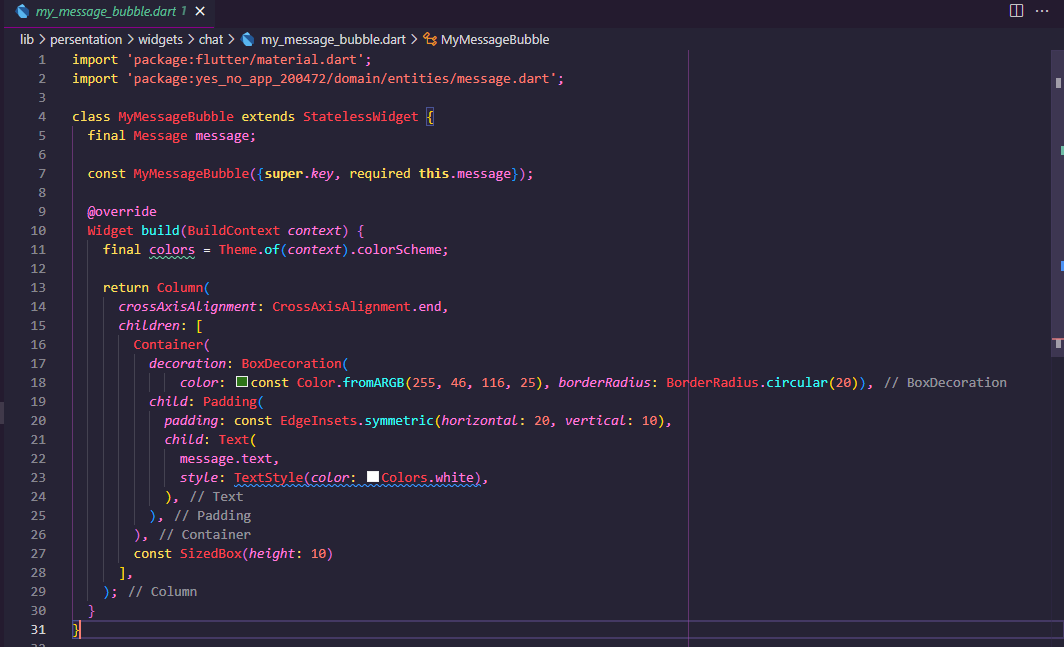 my_message_bubble.dart 1 ×
lib > persentation > widgets > chat > my_message_bubble.dart > MyMessageBubble
1 import 'package:flutter/material.dart';
2 import 'package:yes_no_app_200472/domain/entities/message.dart';
3
4 class MyMessageBubble extends StatelessWidget {
5   final Message message;
6
7   const MyMessageBubble({super.key, required this.message});
8
9   @override
10   Widget build(BuildContext context) {
11     final colors = Theme.of(context).colorScheme;
12
13     return Column(
14       crossAxisAlignment: CrossAxisAlignment.end,
15       children: [
16         Container(
17           decoration: BoxDecoration(
18               color: const Color.fromARGB(255, 46, 116, 25), borderRadius: BorderRadius.circular(20)), // BoxDecoration
19           child: Padding(
20             padding: const EdgeInsets.symmetric(horizontal: 20, vertical: 10),
21             child: Text(
22               message.text,
23               style: TextStyle(color: Colors.white),
24             ), // Text
25           ), // Padding
26         ), // Container
27         const SizedBox(height: 10)
28       ],
29     ); // Column
30   }
31 }
32